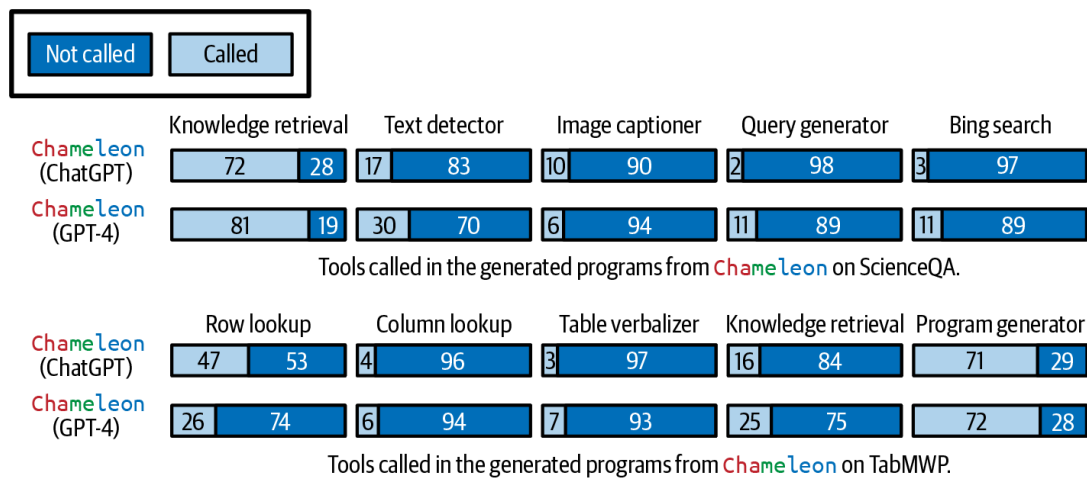 Not called Called
Knowledge retrieval Text detector Image captioner Query generator Bing search
Chameleon
(ChatGPT)
72 28 17 83 10 90 2 98 3 97
Chameleon
(GPT-4)
81 19 30 70 6 94 11 89 11 89
Tools called in the generated programs from Chameleon on ScienceQA.
Row lookup Column lookup Table verbalizer Knowledge retrieval Program generator
Chameleon
(ChatGPT)
47 53 4 96 3 97 16 84 71 29
Chameleon
(GPT-4)
26 74 6 94 7 93 25 75 72 28
Tools called in the generated programs from Chameleon on TabMWP.